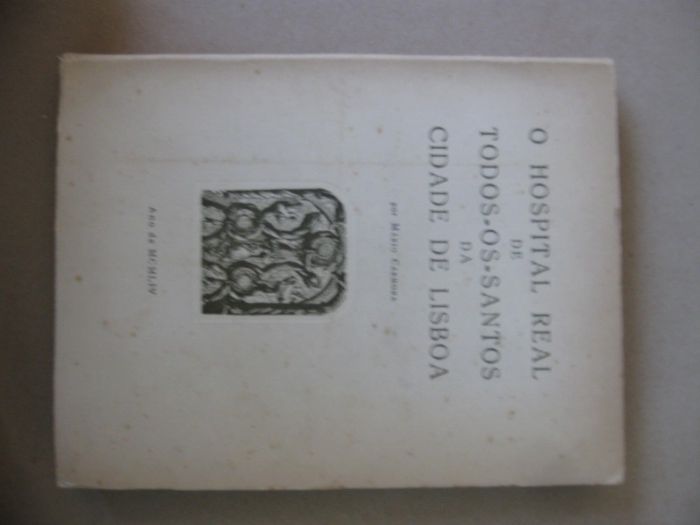 O HOSPITAL REAL
DE
TODOS-OS-SANTOS
DA
CIDADE DE LISBOA
por MÁRIO CARMONA
Ano de MCMLIV